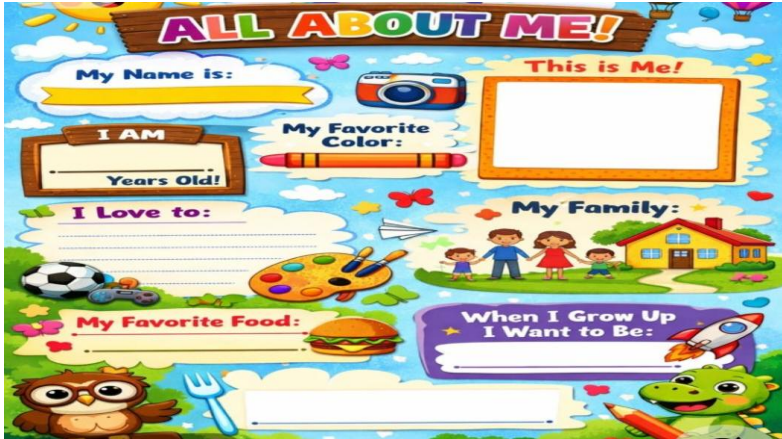 ALL ABOUT ME!
My Name is:
This is Me!
I AM
Years Old!
My Favorite
Color:
I Love to:
My Family:
My Favorite Food:
When I Grow Up
I Want to Be: